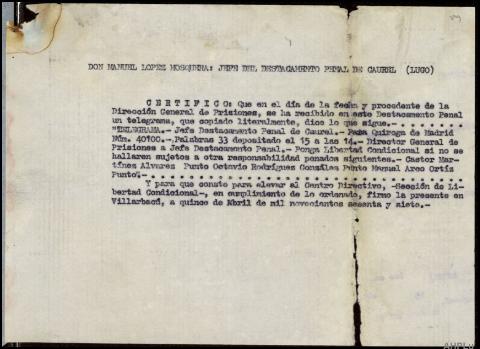 DON MANUEL LOPEZ MOSQUERA: JEFE DEL DESTACAMENTO PENAL DE CAUREL (LUGO)
C E R T I F I C O: Que en el día de la fecha y procedente de la
Dirección General de Prisiones, se ha recibido en este Destacamento Penal
un telegrama, que copiado literalmente, dice lo que sigue.- . . . . . . .
"TELEGRAMA.- Jefe Destacamento Penal de Caurel.- Para Quiroga de Madrid
Núm. 40100.- Palabras 33 depositado el 15 a las 14.- Director General de
Prisiones a Jefe Destacamento Penal.- Ponga Libertad Condicional si no se
hallaren sujetos a otra responsabilidad penados siguientes.- Castor Mar-
tínez Alvarez Punto Octavio Rodríguez González Punto Manuel Arco Ortiz
Punto".- . . . . . . . . . . . . . . . . . . . . . . . . . . . . . . . .
Y para que conste para elevar al Centro Directivo, -Sección de Li-
bertad Condicional-, en cumplimiento de lo ordenado, firmo la presente en
Villarbacú, a quince de Abril de mil novecientos sesenta y siete.-